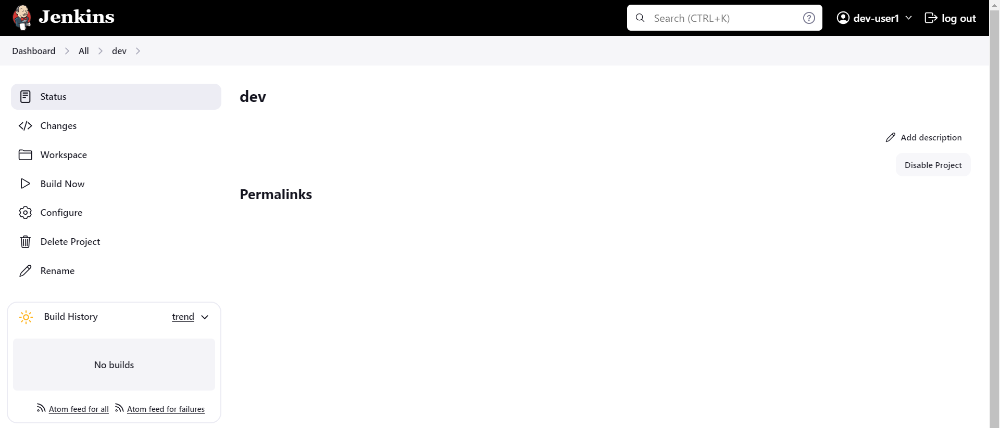 Jenkins
Search (CTRL+K)
?
dev-user1
log out
Dashboard
All
dev
Status
Changes
Workspace
Build Now
Configure
Delete Project
Rename
Build History
trend
No builds
Atom feed for all
Atom feed for failures
dev
Add description
Disable Project
Permalinks